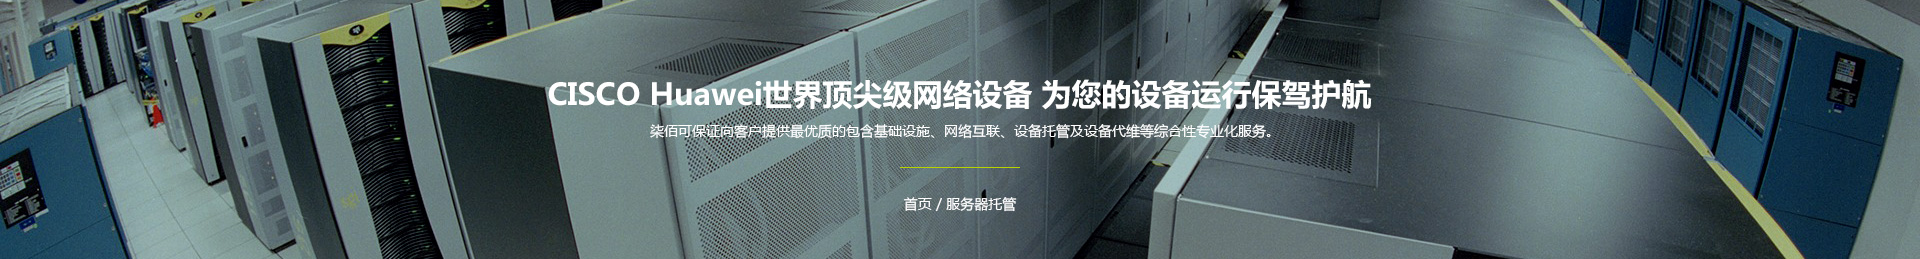 CISCO Huawei世界顶尖级网络设备 为您的设备运行保驾护航
柒佰可保证向客户提供最优质的包含基础设施、网络互联、设备托管及设备代维等综合性专业化服务。
首页 / 服务器托管